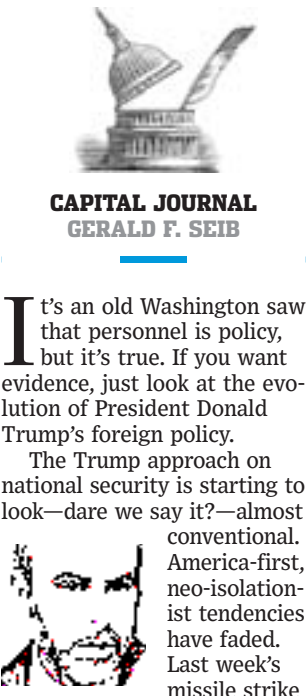 CAPITAL JOURNAL
GERALD F. SEIB
It’s an old Washington saw
that personnel is policy,
but it’s true. If you want
evidence, just look at the evo-
lution of President Donald
Trump’s foreign policy.
The Trump approach on
national security is starting to
look—dare we say it?—almost
conventional.
America-first,
neo-isolation-
ist tendencies
have faded.
Last week’s
missile strike